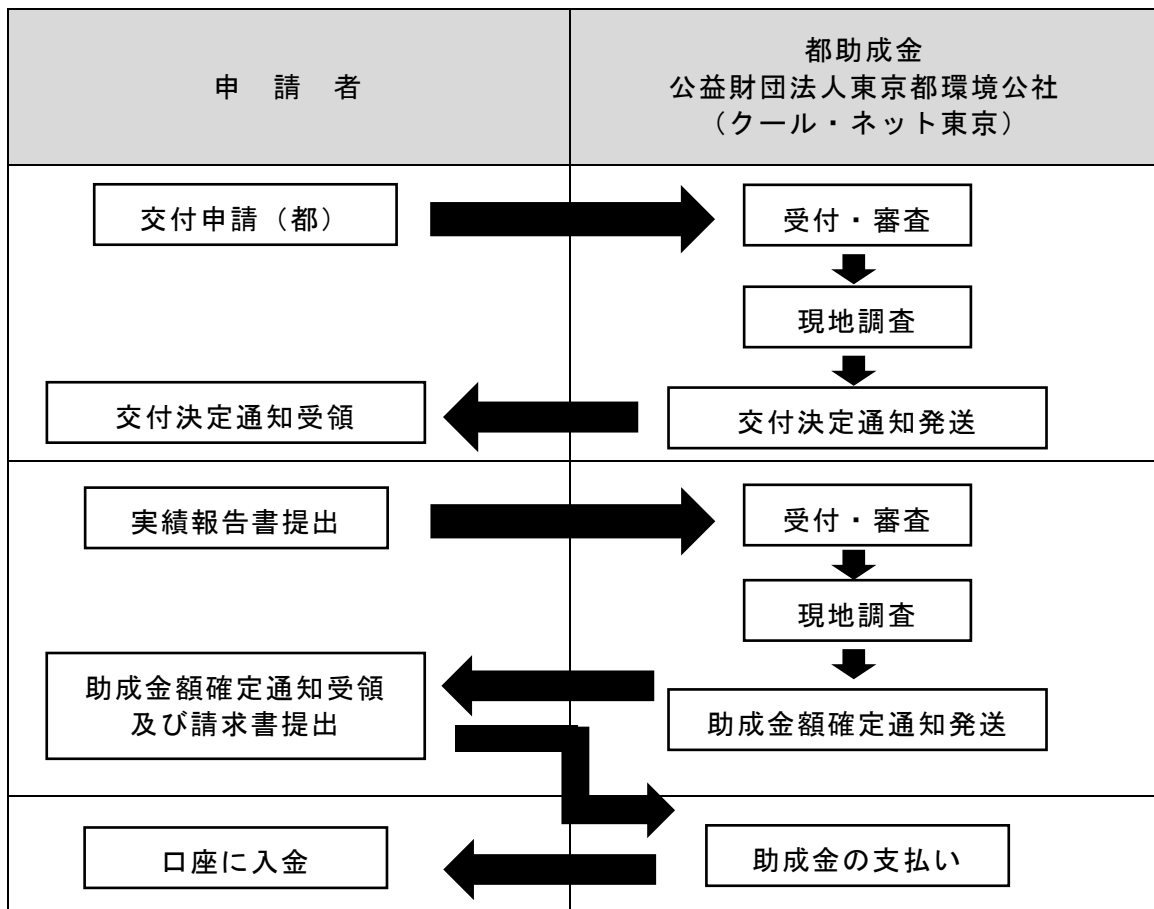 申 請 者
都助成金
公益財団法人東京都環境公社
（クール・ネット東京）
交付申請（都）
受付・審査
現地調査
交付決定通知受領
交付決定通知発送
実績報告書提出
受付・審査
現地調査
助成金額確定通知受領
及び請求書提出
助成金額確定通知発送
口座に入金
助成金の支払い